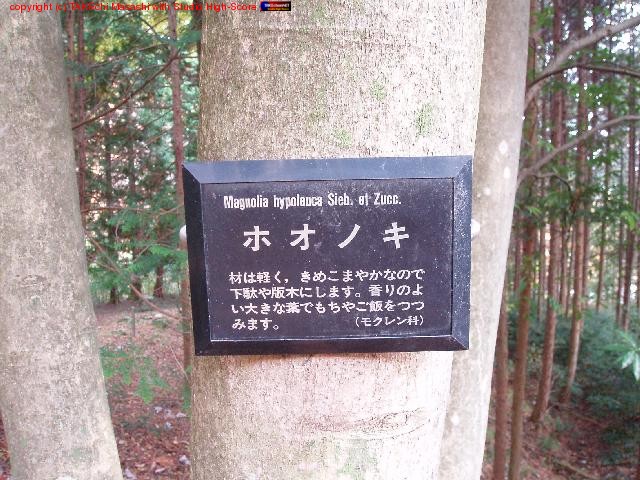 Magnolia hypoleuca Sieb. et Zucc.
ホオノキ
材は軽く，きめこまやかなので
下駄や版木にします。香りのよ
い大きな葉でもちやご飯をつつ
みます。 （モクレン科）